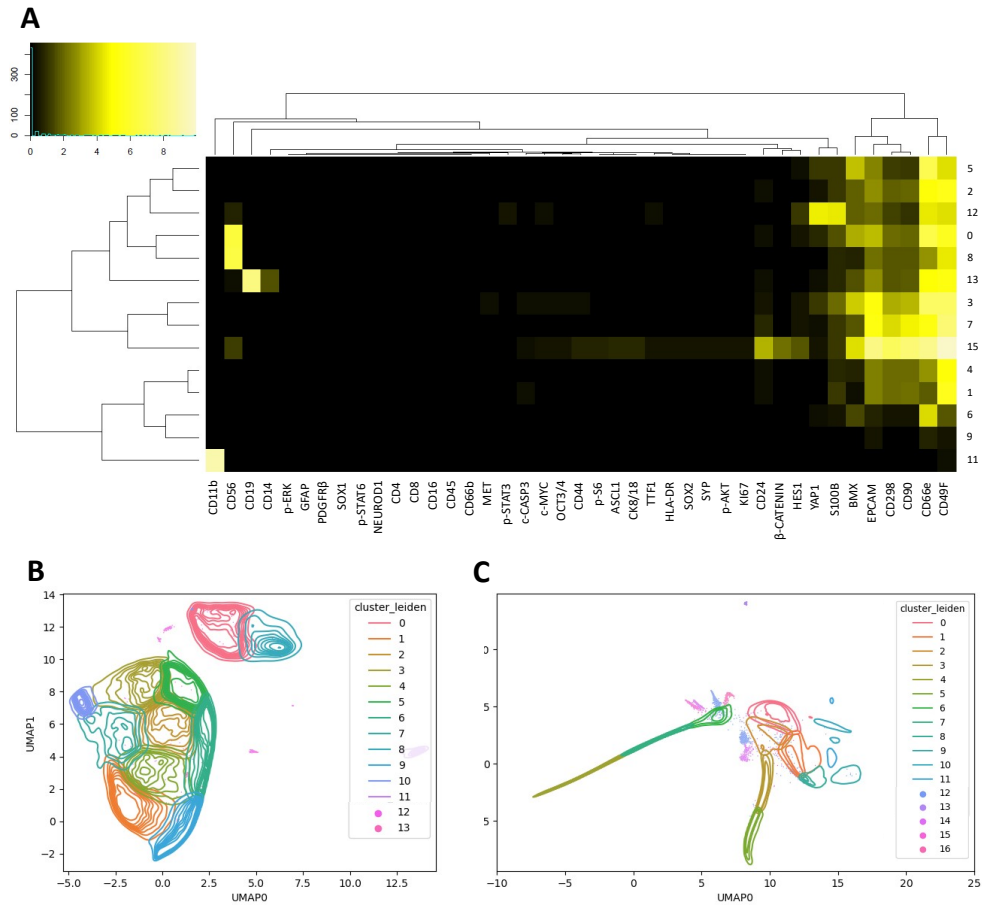 A
300
100
0
0 2 4 6 8
5
2
12
0
8
13
3
7
15
4
1
6
9
11
CD11b
CD56
CD19
CD14
p-ERK
GFAP
PDGFRβ
SOX1
p-STAT6
NEUROD1
CD4
CD8
CD16
CD45
CD66b
MET
p-STAT3
c-CASP3
c-MYC
OCT3/4
CD44
p-S6
ASCL1
CK8/18
TTF1
HLA-DR
SOX2
SYP
p-AKT
KI67
CD24
β-CATENIN
HES1
YAP1
S100B
BMX
EPCAM
CD298
CD90
CD66e
CD49F
B
14
12
10
8
6
4
2
0
−2
UMAP1
−5.0 −2.5 0.0 2.5 5.0 7.5 10.0 12.5
UMAP0
cluster_leiden
0
1
2
3
4
5
6
7
8
9
10
11
12
13
C
0
5
0
5
−10 −5 0 5 10 15 20 25
UMAP0
cluster_leiden
0
1
2
3
4
5
6
7
8
9
10
11
12
13
14
15
16